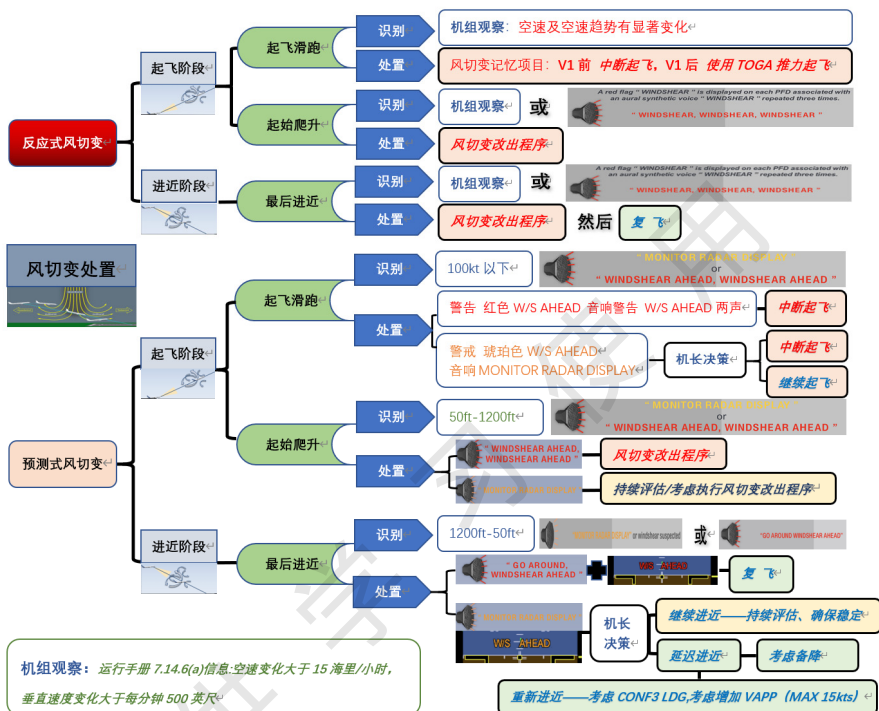 识别
机组观察：空速及空速趋势有显著变化
起飞滑跑
处置
风切变记忆项目：V1 前 中断起飞，V1 后 使用 TOGA 推力起飞
起飞阶段
识别
机组观察
或
A red flag " WINDSHEAR " is displayed on each PFD associated with
an aural synthetic voice " WINDSHEAR " repeated three times.
" WINDSHEAR, WINDSHEAR, WINDSHEAR "
起始爬升
处置
风切变改出程序
反应式风切变
进近阶段
识别
机组观察
或
A red flag " WINDSHEAR " is displayed on each PFD associated with
an aural synthetic voice " WINDSHEAR " repeated three times.
" WINDSHEAR, WINDSHEAR, WINDSHEAR "
最后进近
处置
风切变改出程序
然后
复 飞
风切变处置
识别
100kt 以下
" MONITOR RADAR DISPLAY "
or
" WINDSHEAR AHEAD, WINDSHEAR AHEAD "
起飞滑跑
处置
警告 红色 W/S AHEAD 音响警告 W/S AHEAD 两声
中断起飞
警戒 琥珀色 W/S AHEAD
音响 MONITOR RADAR DISPLAY
机长决策
中断起飞
继续起飞
起飞阶段
识别
50ft-1200ft
" MONITOR RADAR DISPLAY "
or
" WINDSHEAR AHEAD, WINDSHEAR AHEAD "
起始爬升
处置
" WINDSHEAR AHEAD,
WINDSHEAR AHEAD "
风切变改出程序
MONITOR RADAR DISPLAY
持续评估/考虑执行风切变改出程序
预测式风切变
进近阶段
识别
1200ft-50ft
"MONITOR RADAR DISPLAY" or windshear suspected
或
"GO AROUND WINDSHEAR AHEAD"
最后进近
处置
" GO AROUND,
WINDSHEAR AHEAD "
W/S AHEAD
复 飞
MONITOR RADAR DISPLAY
W/S AHEAD
机长
决策
继续进近——持续评估、确保稳定
延迟进近
考虑备降
重新进近——考虑 CONF3 LDG,考虑增加 VAPP（MAX 15kts）
机组观察：运行手册 7.14.6(a)信息:空速变化大于 15 海里/小时，
垂直速度变化大于每分钟 500 英尺